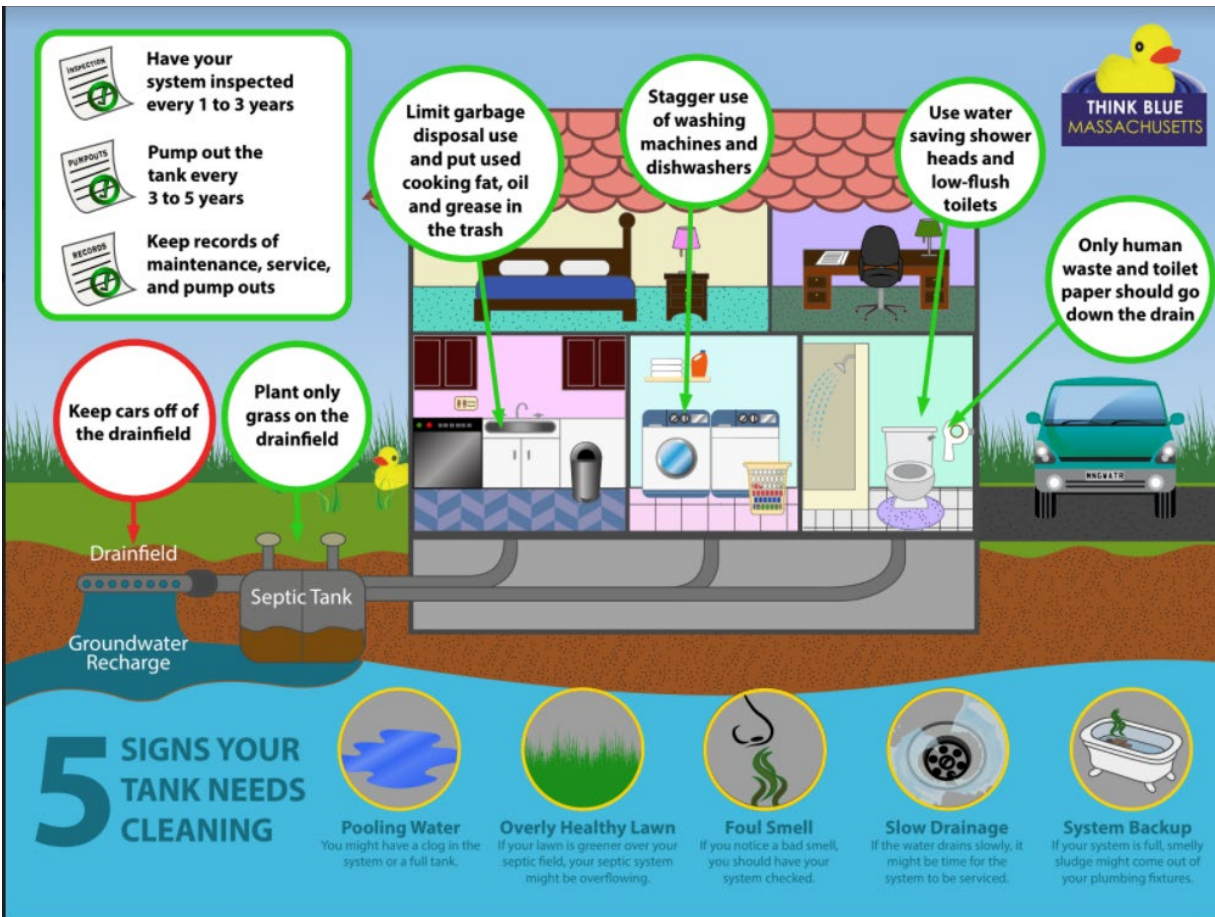 INSPECTION
Have your
system inspected
every 1 to 3 years
PUMPOUTS
Pump out the
tank every
3 to 5 years
RECORDS
Keep records of
maintenance, service,
and pump outs
Limit garbage
disposal use
and put used
cooking fat, oil
and grease in
the trash
Stagger use
of washing
machines and
dishwashers
Use water
saving shower
heads and
low-flush
toilets
THINK BLUE
MASSACHUSETTS
Only human
waste and toilet
paper should go
down the drain
Keep cars off of
the drainfield
Plant only
grass on the
drainfield
MNGWATR
Drainfield
Septic Tank
Groundwater
Recharge
5 SIGNS YOUR
TANK NEEDS
CLEANING
Pooling Water
You might have a clog in the
system or a full tank.
Overly Healthy Lawn
If your lawn is greener over your
septic field, your septic system
might be overflowing.
Foul Smell
If you notice a bad smell,
you should have your
system checked.
Slow Drainage
If the water drains slowly, it
might be time for the
system to be serviced.
System Backup
If your system is full, smelly
sludge might come out of
your plumbing fixtures.